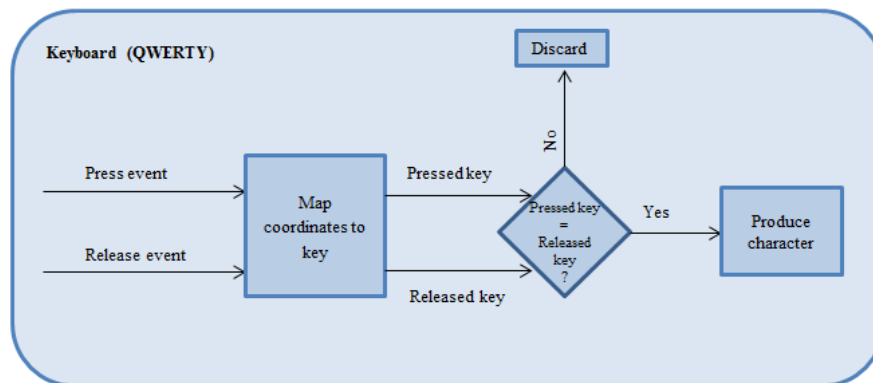 Keyboard (QWERTY)
Discard
No
Press event
Pressed key
Map
coordinates to
key
Pressed key
=
Released
key
?
Yes
Produce
character
Release event
Released key